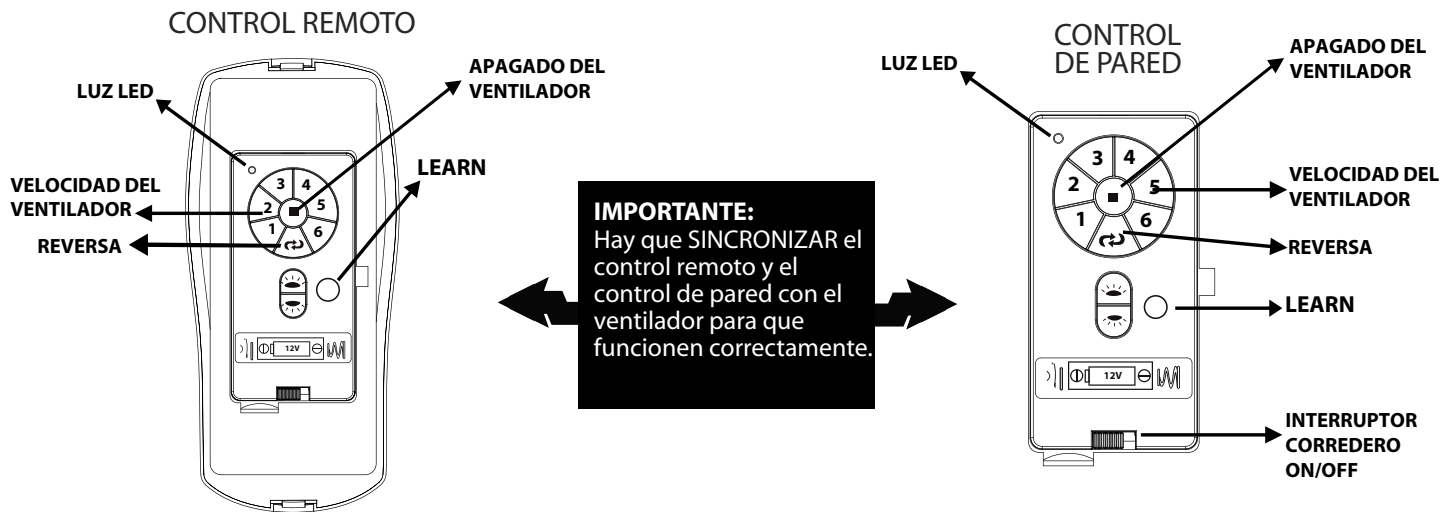 CONTROL REMOTO
LUZ LED
APAGADO DEL
VENTILADOR
LEARN
VELOCIDAD DEL
VENTILADOR
REVERSA
1
2
3
4
5
6
12V
IMPORTANTE:
Hay que SINCRONIZAR el
control remoto y el
control de pared con el
ventilador para que
funcionen correctamente.
CONTROL
DE PARED
LUZ LED
APAGADO DEL
VENTILADOR
VELOCIDAD DEL
VENTILADOR
REVERSA
LEARN
INTERRUPTOR
CORREDERO
ON/OFF
1
2
3
4
5
6
12V